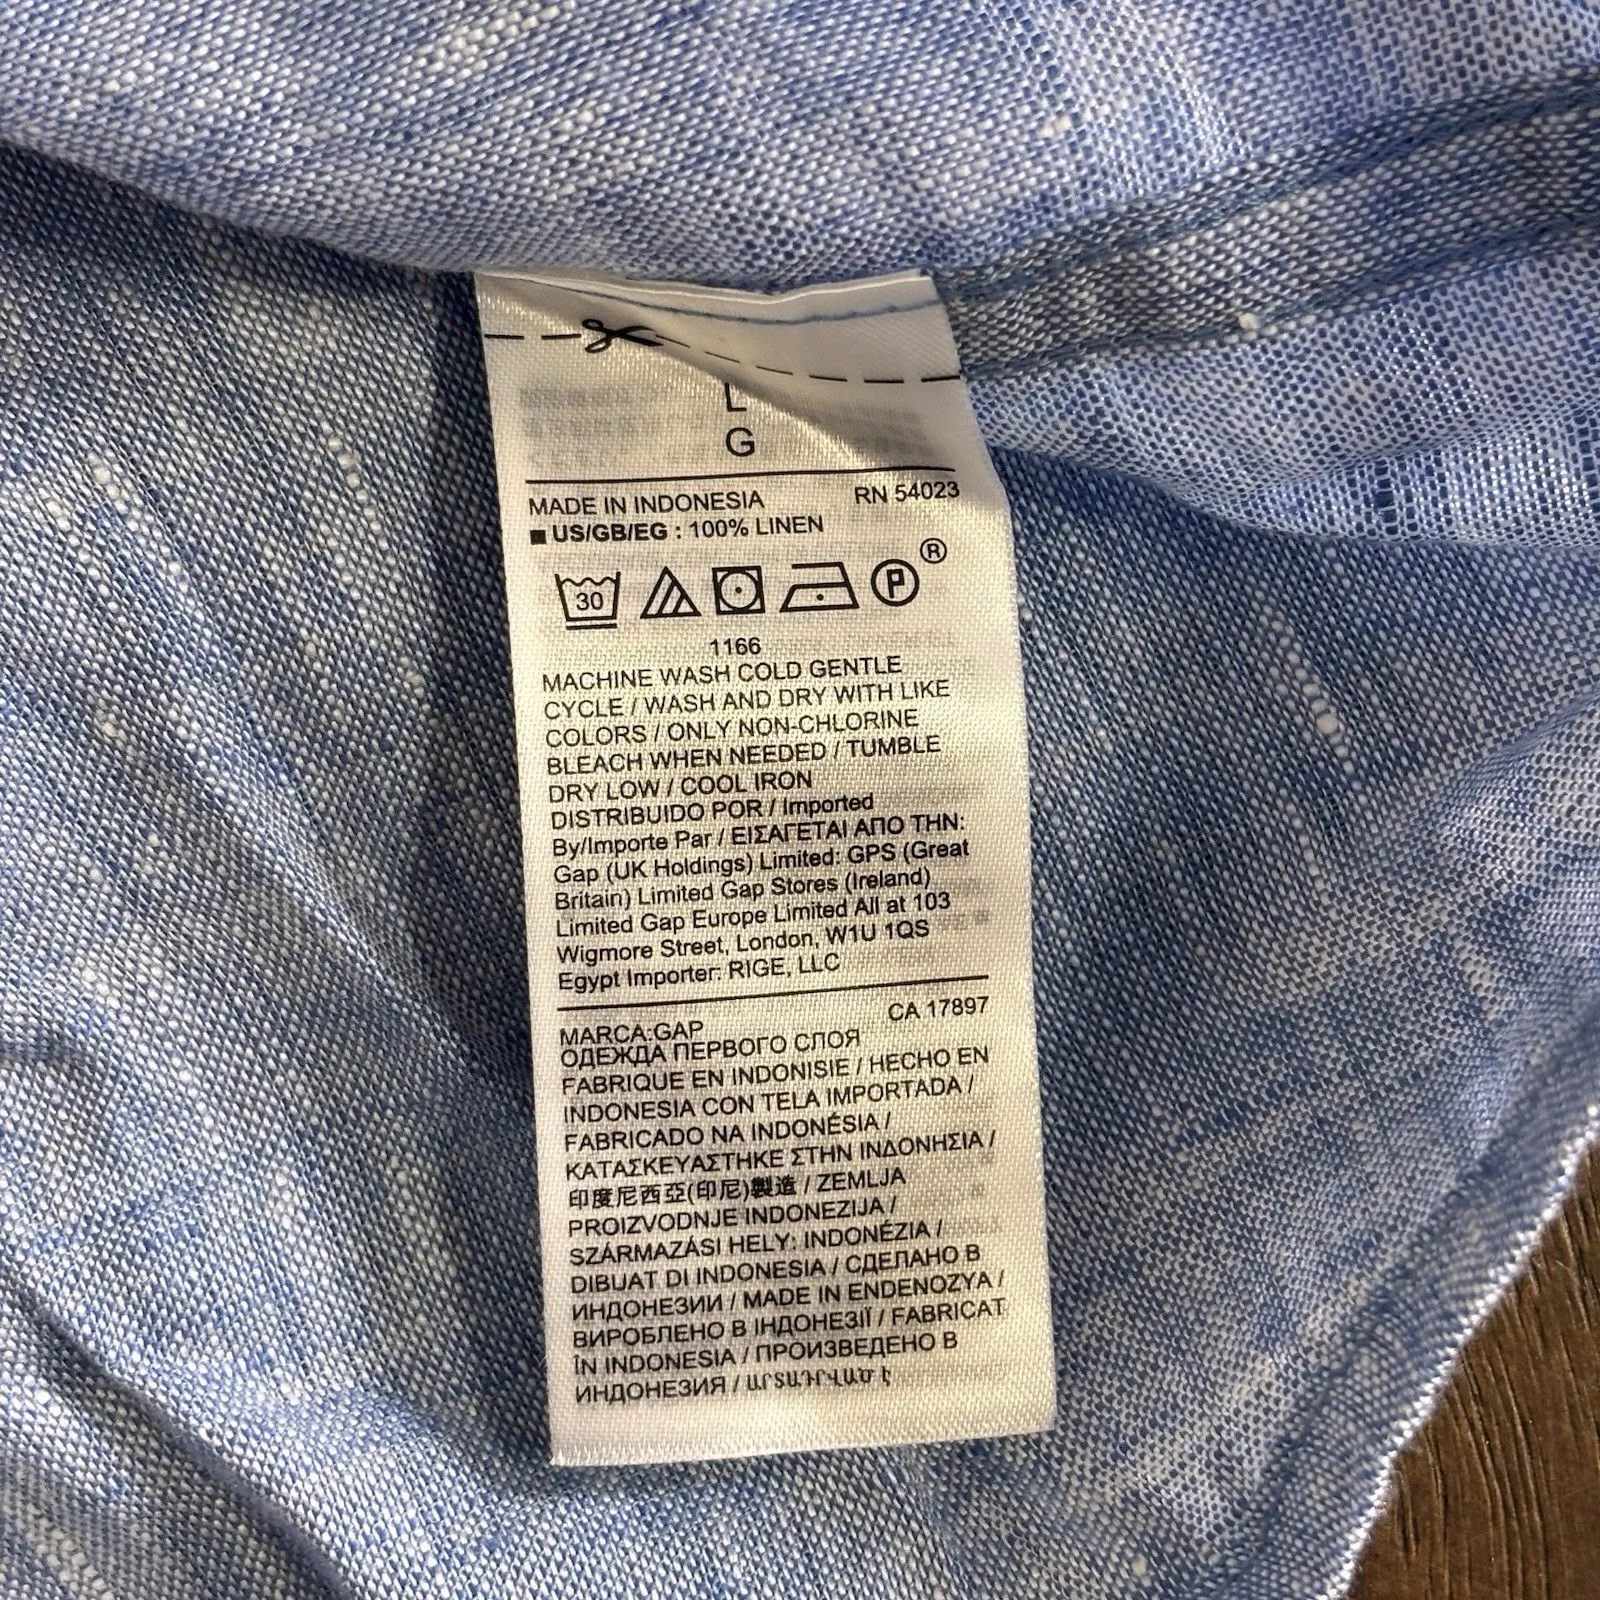 L
G
MADE IN INDONESIA RN 54023
■ US/GB/EG : 100% LINEN
30 P ®
1166
MACHINE WASH COLD GENTLE
CYCLE / WASH AND DRY WITH LIKE
COLORS / ONLY NON-CHLORINE
BLEACH WHEN NEEDED / TUMBLE
DRY LOW / COOL IRON
DISTRIBUIDO POR / Imported
By/Importe Par / ΕΙΣΑΓΕΤΑΙ ΑΠΟ ΤΗΝ:
Gap (UK Holdings) Limited: GPS (Great
Britain) Limited Gap Stores (Ireland)
Limited Gap Europe Limited All at 103
Wigmore Street, London, W1U 1QS
Egypt Importer: RIGE, LLC
CA 17897
MARCA:GAP
ОДЕЖДА ПЕРВОГО СЛОЯ
FABRIQUE EN INDONISIE / HECHO EN
INDONESIA CON TELA IMPORTADA /
FABRICADO NA INDONÉSIA /
ΚΑΤΑΣΚΕΥΑΣΤΗΚΕ ΣΤΗΝ ΙΝΔΟΝΗΣΙΑ /
印度尼西亞(印尼)製造 / ZEMLJA
PROIZVODNJE INDONEZIJA /
SZÁRMAZÁSI HELY: INDONÉZIA /
DIBUAT DI INDONESIA / СДЕЛАНО В
ИНДОНЕЗИИ / MADE IN ENDENOZYA /
ВИРОБЛЕНО В ІНДОНЕЗІЇ / FABRICAT
ÎN INDONESIA / ПРОИЗВЕДЕНО В
ИНДОНЕЗИЯ / ԱՐՏԱԴՐՎԱԾ Է